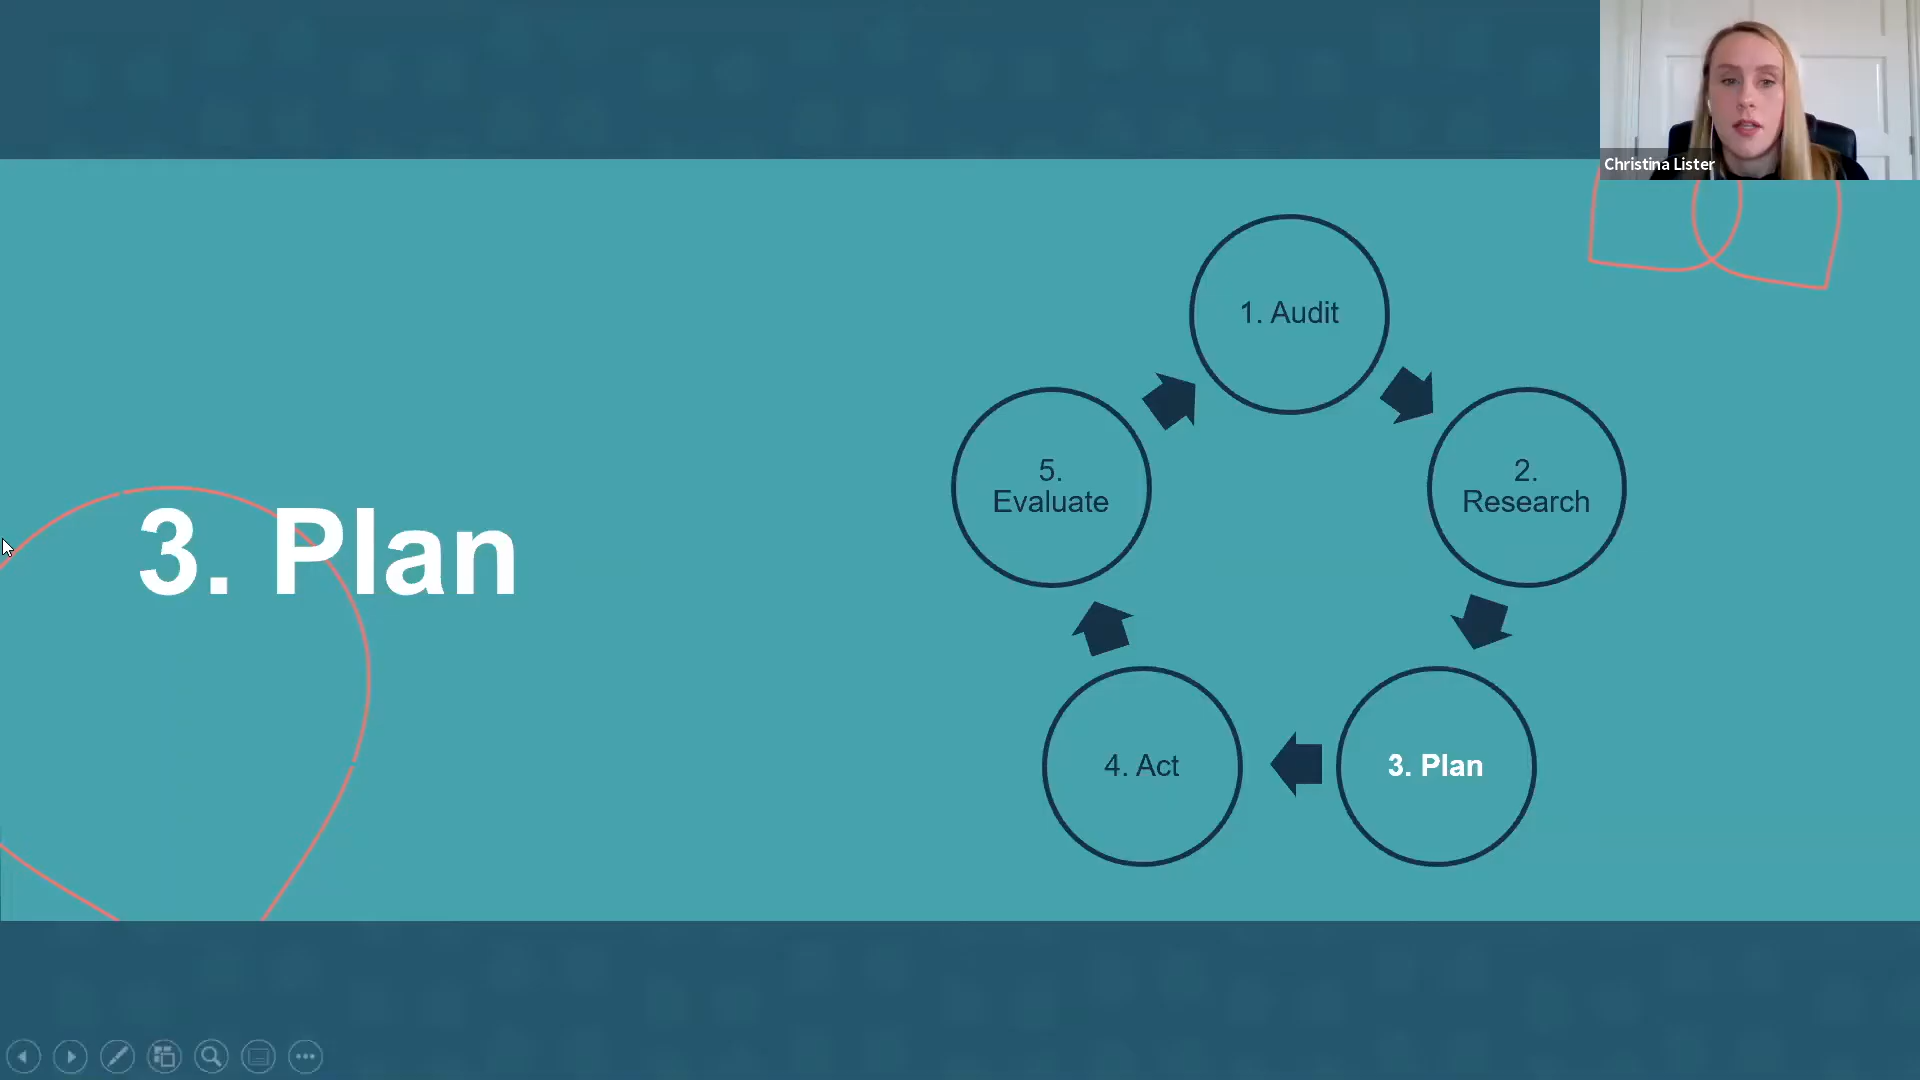 Christina Lister
3. Plan
1. Audit
2.
Research
3. Plan
4. Act
5.
Evaluate